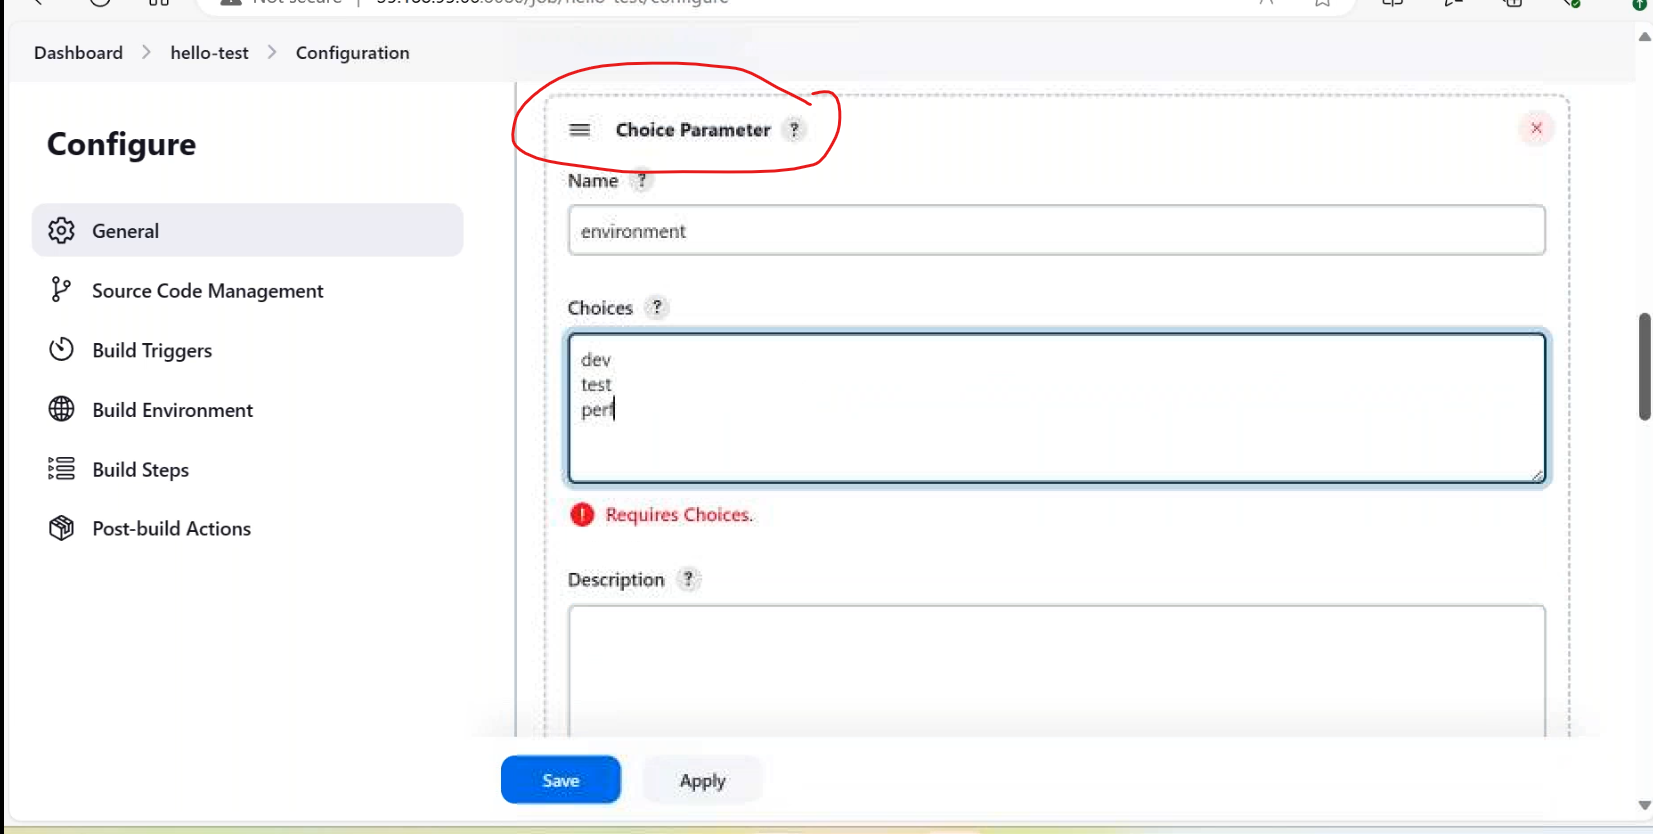 Dashboard > hello-test > Configuration
Configure
General
Source Code Management
Build Triggers
Build Environment
Build Steps
Post-build Actions
Choice Parameter ?
Name ?
environment
Choices ?
dev
test
perf
! Requires Choices.
Description ?
Save
Apply